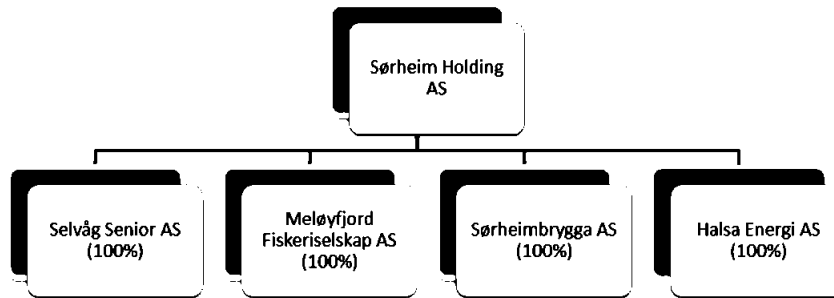 Sørheim Holding
AS
Selvåg Senior AS
(100%)
Meløyfjord
Fiskeriselskap AS
(100%)
Sørheimbrygga AS
(100%)
Halsa Energi AS
(100%)